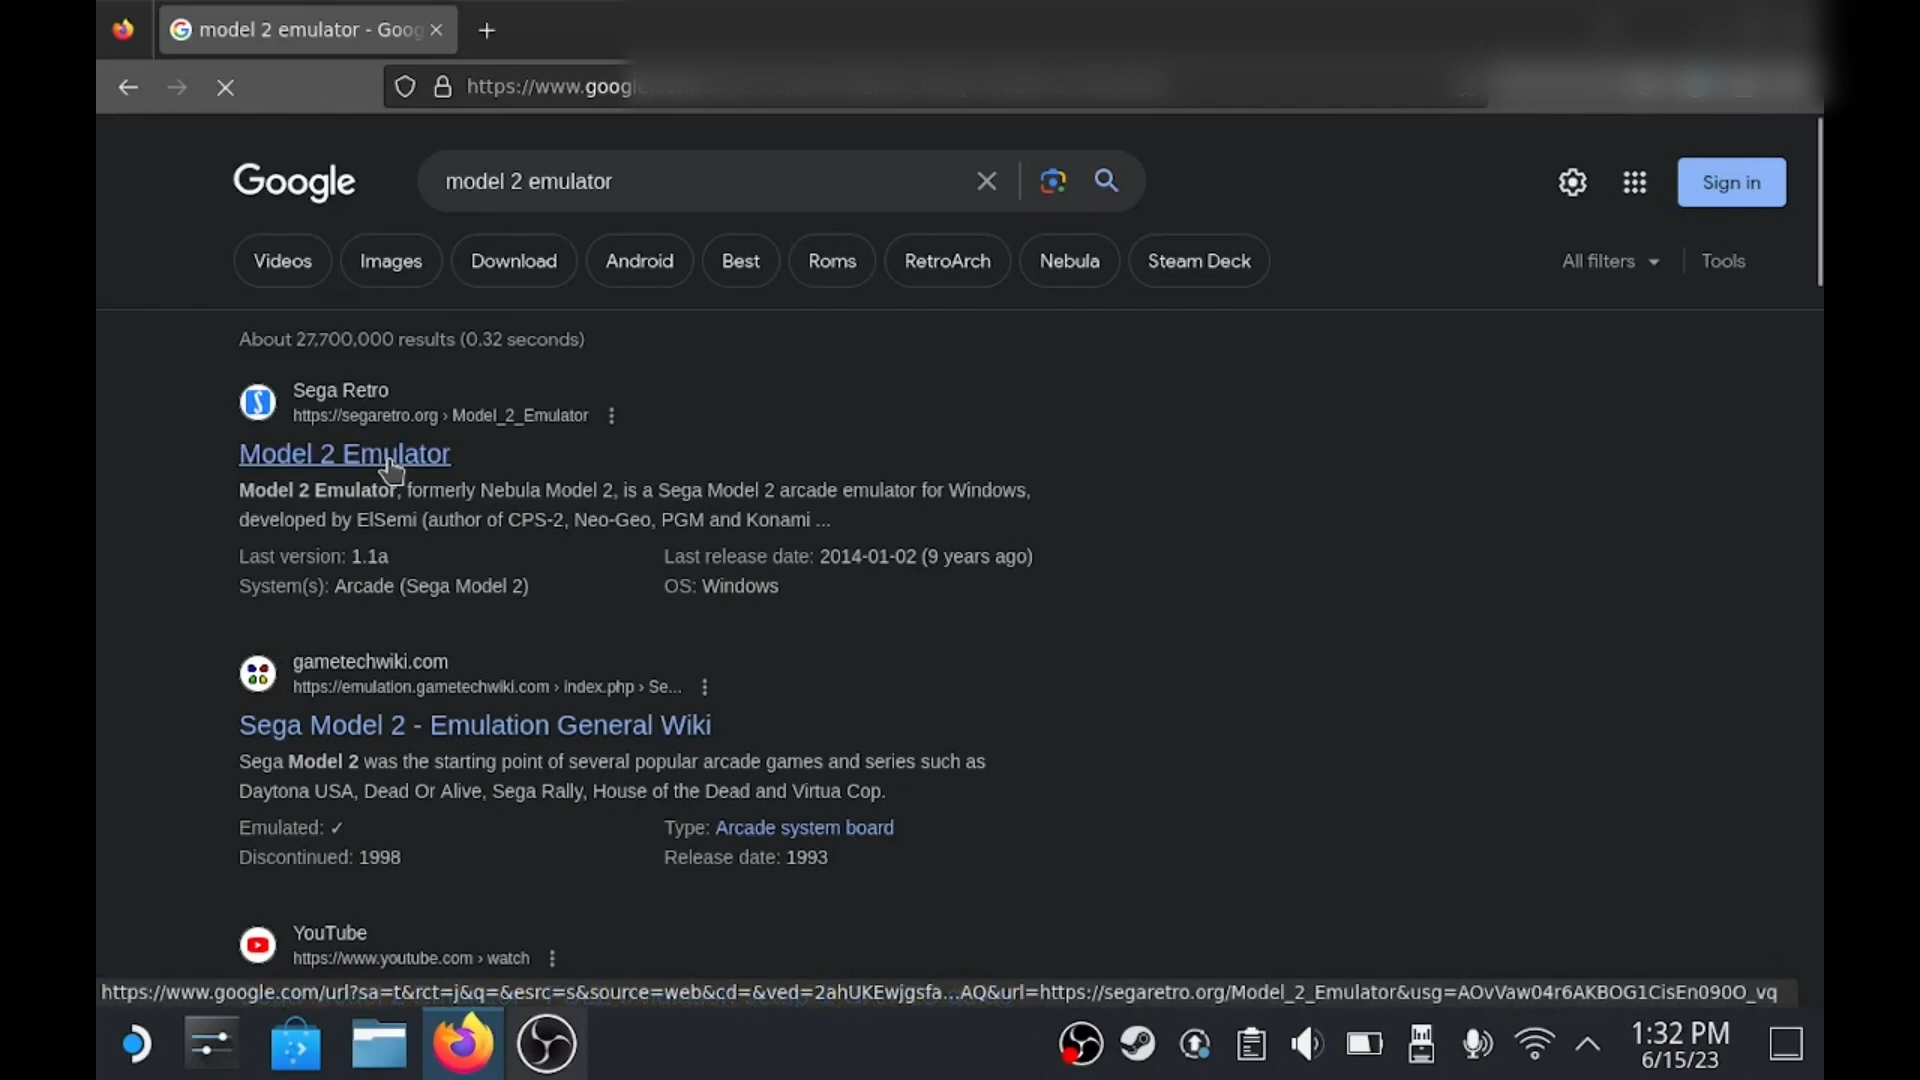 model 2 emulator - Goog
https://www.googl
Google
model 2 emulator
Sign in
Videos
Images
Download
Android
Best
Roms
RetroArch
Nebula
Steam Deck
All filters
Tools
About 27,700,000 results (0.32 seconds)
Sega Retro
https://segaretro.org › Model_2_Emulator
Model 2 Emulator
Model 2 Emulator, formerly Nebula Model 2, is a Sega Model 2 arcade emulator for Windows,
developed by ElSemi (author of CPS-2, Neo-Geo, PGM and Konami ...
Last version: 1.1a
Last release date: 2014-01-02 (9 years ago)
System(s): Arcade (Sega Model 2)
OS: Windows
gametechwiki.com
https://emulation.gametechwiki.com › index.php › Se...
Sega Model 2 - Emulation General Wiki
Sega Model 2 was the starting point of several popular arcade games and series such as
Daytona USA, Dead Or Alive, Sega Rally, House of the Dead and Virtua Cop.
Emulated: ✓
Type: Arcade system board
Discontinued: 1998
Release date: 1993
YouTube
https://www.youtube.com › watch
https://www.google.com/url?sa=t&rct=j&q=&esrc=s&source=web&cd=&ved=2ahUKEwjgsfa...AQ&url=https://segaretro.org/Model_2_Emulator&usg=AOvVaw04r6AKBOG1CisEn090O_vq
1:32 PM
6/15/23